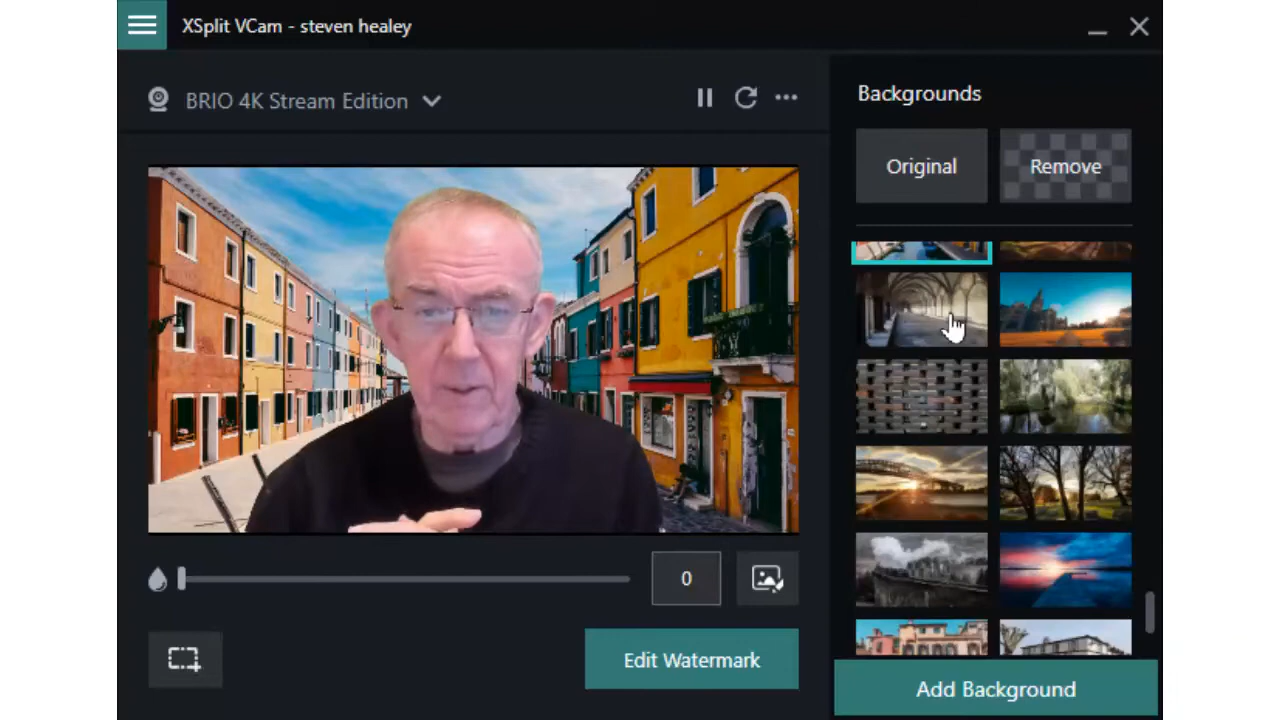 XSplit VCam - steven healey
BRIO 4K Stream Edition
Backgrounds
Original
Remove
0
Edit Watermark
Add Background